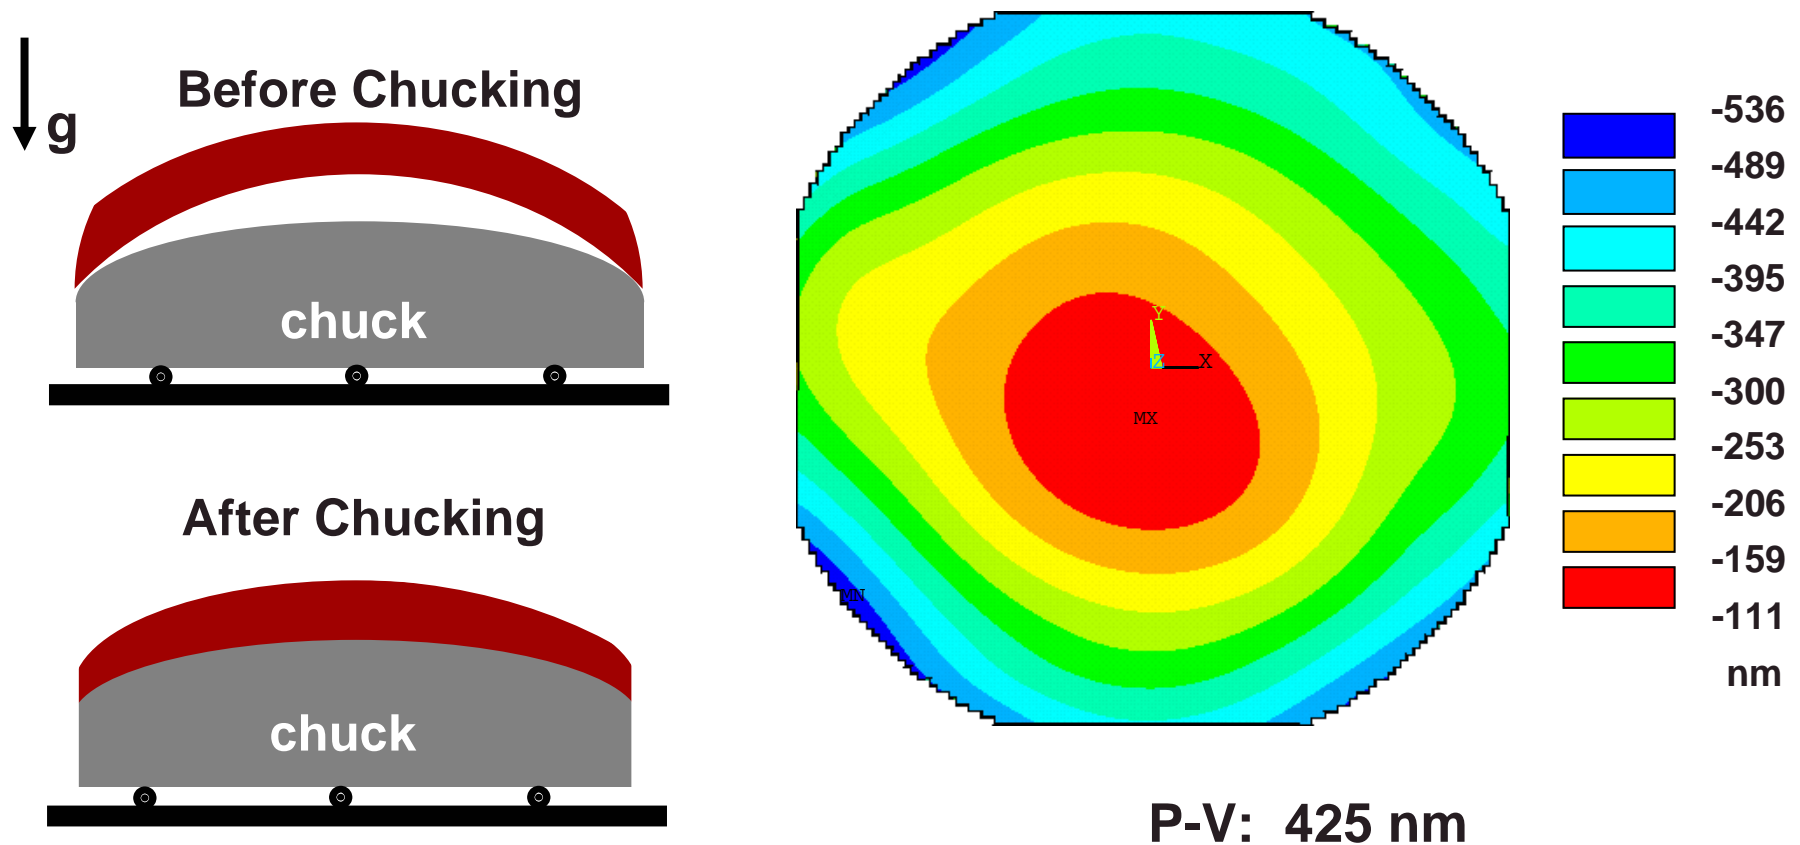 Before Chucking
g
chuck
After Chucking
chuck
Y
Z
X
MX
MN
-536
-489
-442
-395
-347
-300
-253
-206
-159
-111
nm
P-V: 425 nm